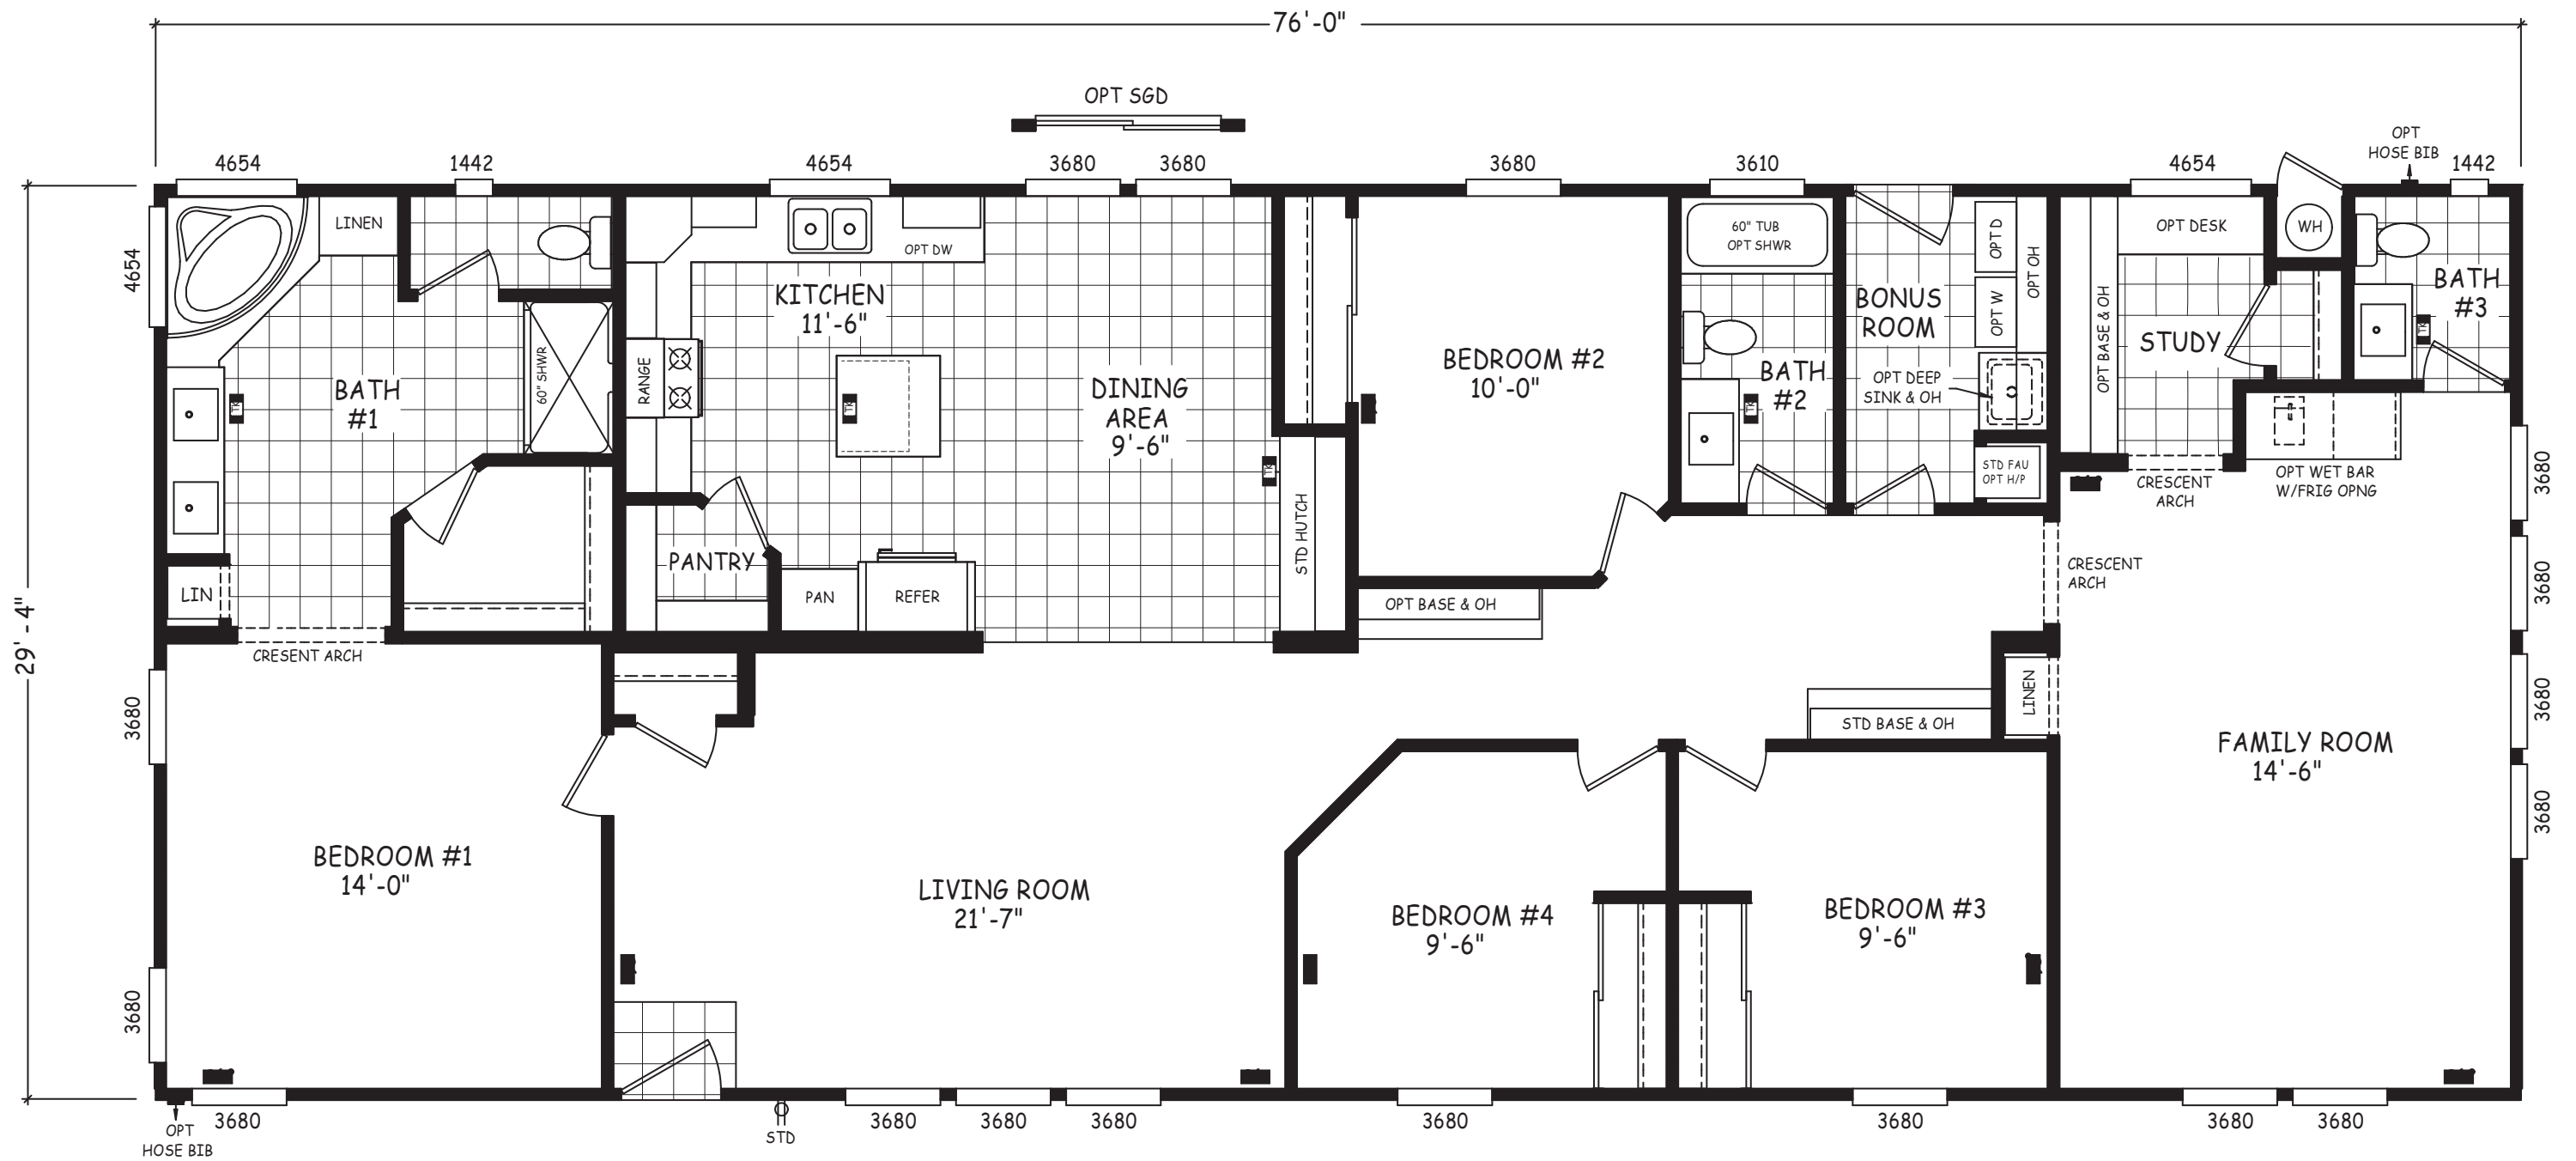 76'-0"
OPT SGD
OPT
HOSE BIB
4654
1442
4654
3680
3680
3680
3610
4654
1442
4654
LINEN
OPT DW
60" TUB
OPT SHWR
OPT D
OPT OH
OPT DESK
WH
KITCHEN
11'-6"
BONUS
ROOM
OPT W
OPT BASE & OH
STUDY
BATH
#3
TK
60" SHWR
RANGE
BATH
#1
TK
TK
DINING
AREA
9'-6"
BEDROOM #2
10'-0"
BATH
#2
TK
OPT DEEP
SINK & OH
TK
STD FAU
OPT H/P
CRESCENT
ARCH
OPT WET BAR
W/FRIG OPNG
3680
STD HUTCH
PANTRY
LIN
PAN
REFER
OPT BASE & OH
CRESCENT
ARCH
3680
29' - 4"
CRESENT ARCH
3680
LINEN
STD BASE & OH
3680
FAMILY ROOM
14'-6"
3680
BEDROOM #1
14'-0"
LIVING ROOM
21'-7"
BEDROOM #4
9'-6"
BEDROOM #3
9'-6"
3680
3680
3680
3680
3680
3680
3680
3680
3680
OPT
HOSE BIB
STD